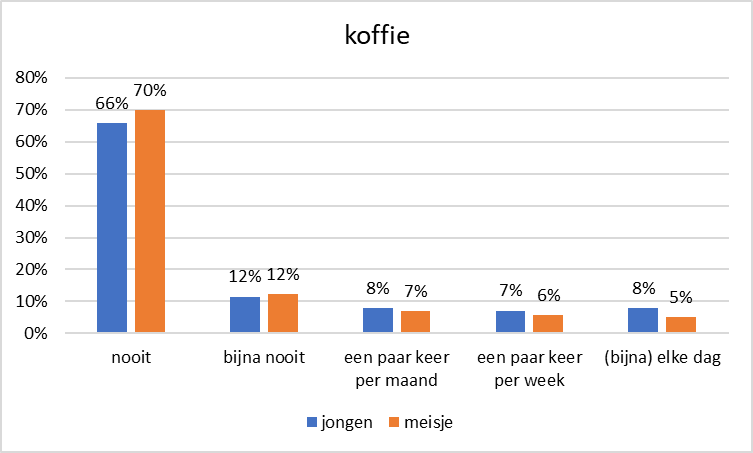 koffie
80%
70%
60%
50%
40%
30%
20%
10%
0%
66%
70%
12%
12%
8%
7%
7%
6%
8%
5%
nooit
bijna nooit
een paar keer
per maand
een paar keer
per week
(bijna) elke dag
jongen
meisje